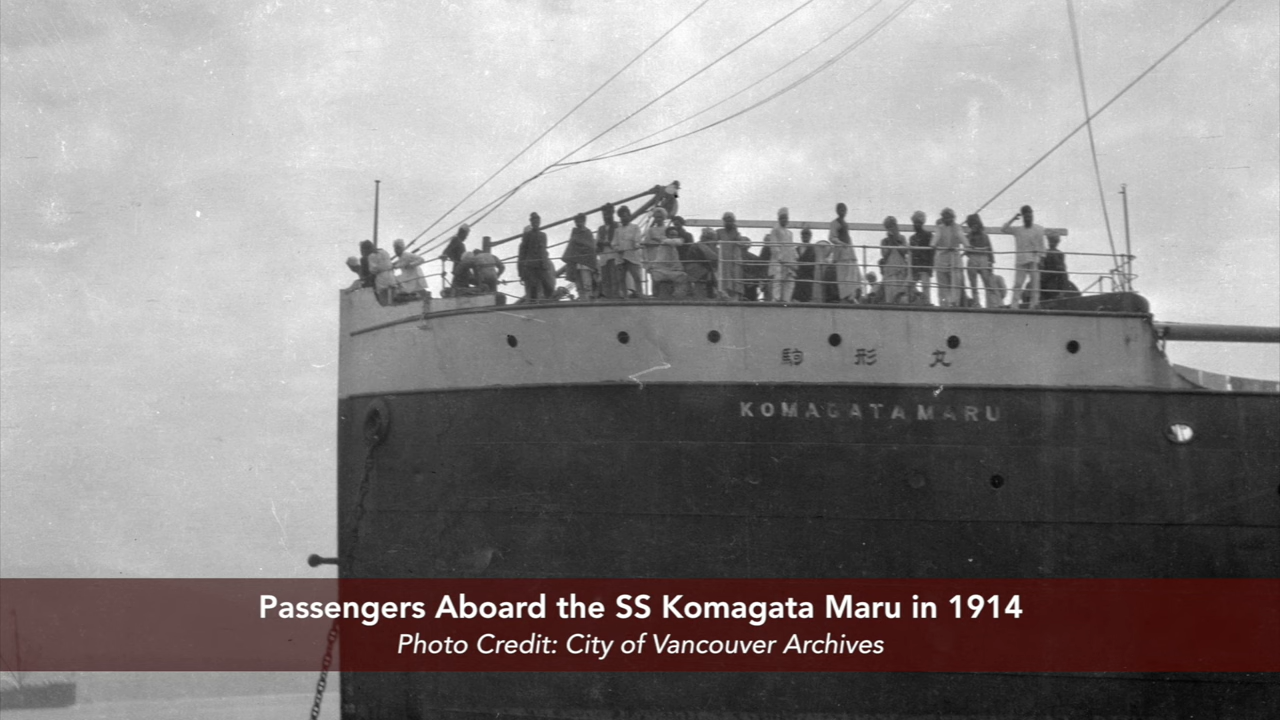 駒 形 丸
KOMAGATA MARU
Passengers Aboard the SS Komagata Maru in 1914
Photo Credit: City of Vancouver Archives